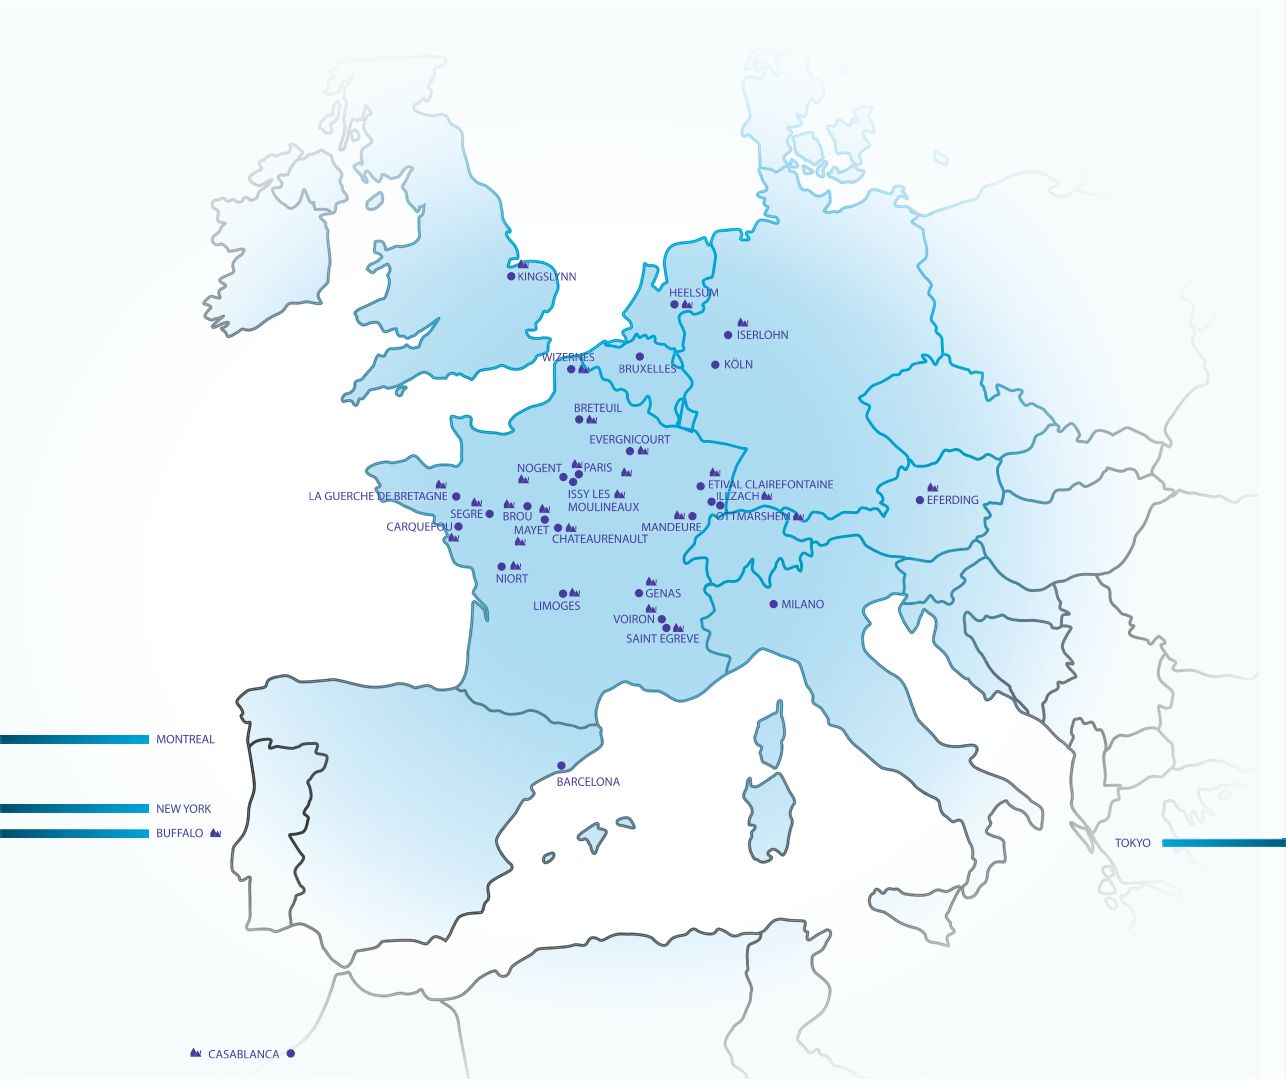 KINGSLYNN
HEELSUM
ISERLOHN
WIZERNES
BRUXELLES
KÖLN
BRETEUIL
EVERGNICOURT
NOGENT
PARIS
ETIVAL CLAIREFONTAINE
LA GUERCHE DE BRETAGNE
ISSY LES
MOULINEAUX
ILLZACH
EFERDING
SEGRE
BROU
OTTMARSHEM
CARQUEFOU
MAYET
MANDEURE
CHATEAURENAULT
NIORT
LIMOGES
GENAS
MILANO
VOIRON
SAINT EGREVE
MONTREAL
BARCELONA
NEW YORK
BUFFALO
TOKYO
CASABLANCA